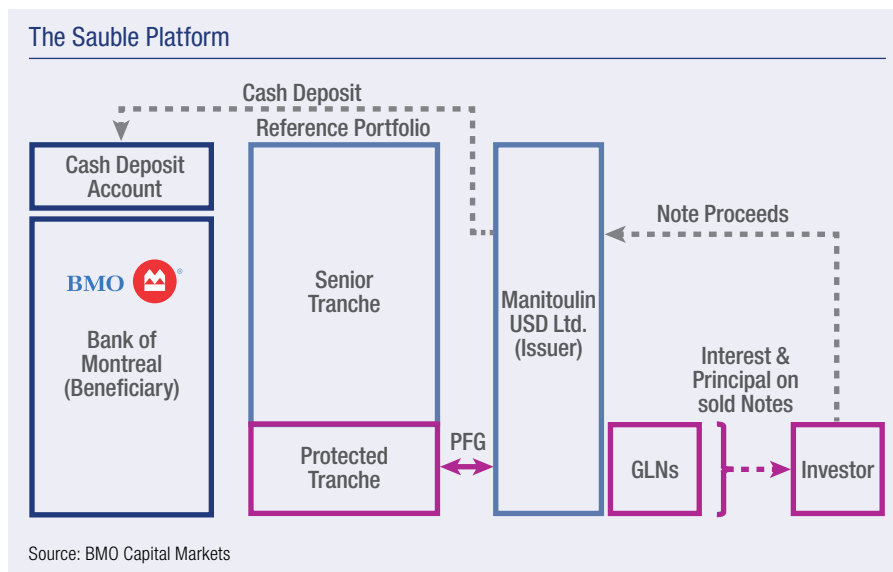 The Sauble Platform
Cash Deposit
Reference Portfolio
Cash Deposit
Account
BMO
®
Bank of
Montreal
(Beneficiary)
Senior
Tranche
Protected
Tranche
PFG
Manitoulin
USD Ltd.
(Issuer)
Note Proceeds
Interest &
Principal on
sold Notes
GLNs
Investor
Source: BMO Capital Markets